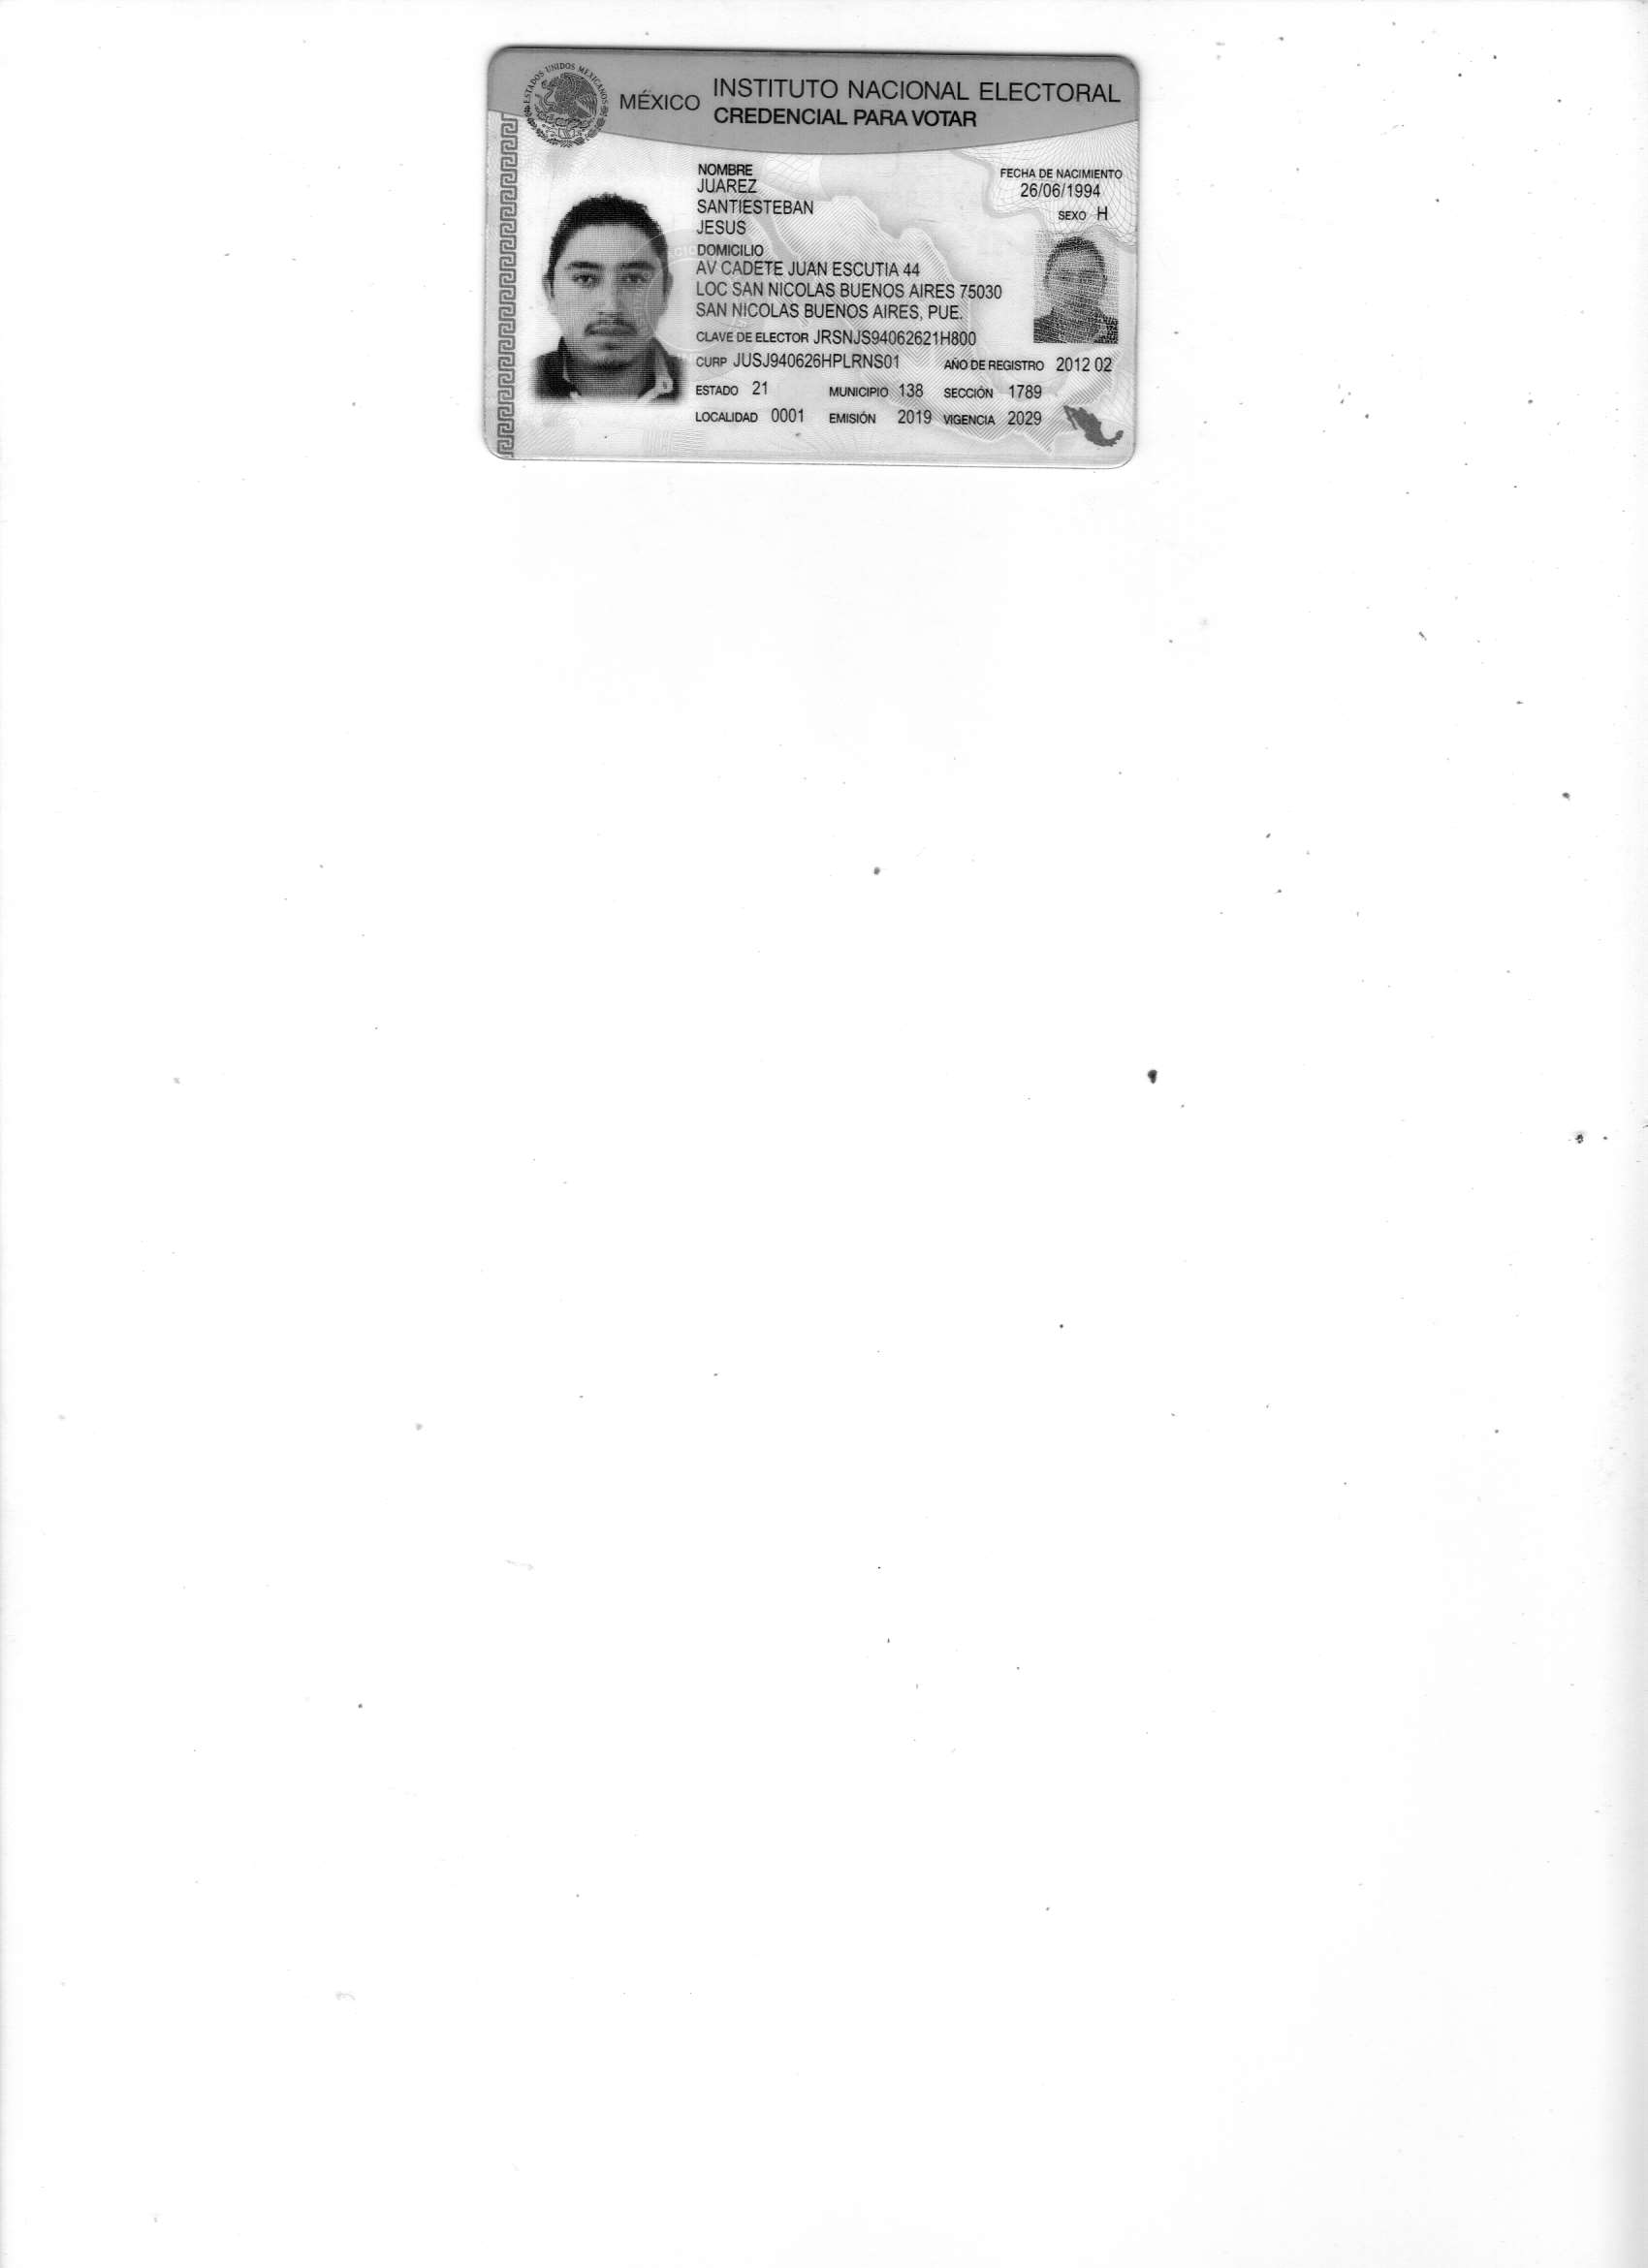 ESTADOS UNIDOS MEXICANOS
MÉXICO INSTITUTO NACIONAL ELECTORAL
CREDENCIAL PARA VOTAR
NOMBRE
JUAREZ
SANTIESTEBAN
JESUS
FECHA DE NACIMIENTO
26/06/1994
SEXO H
DOMICILIO
AV CADETE JUAN ESCUTIA 44
LOC SAN NICOLAS BUENOS AIRES 75030
SAN NICOLAS BUENOS AIRES, PUE.
CLAVE DE ELECTOR JRSNJS94062621H800
CURP JUSJ940626HPLRNS01 AÑO DE REGISTRO 2012 02
ESTADO 21 MUNICIPIO 138 SECCIÓN 1789
LOCALIDAD 0001 EMISIÓN 2019 VIGENCIA 2029